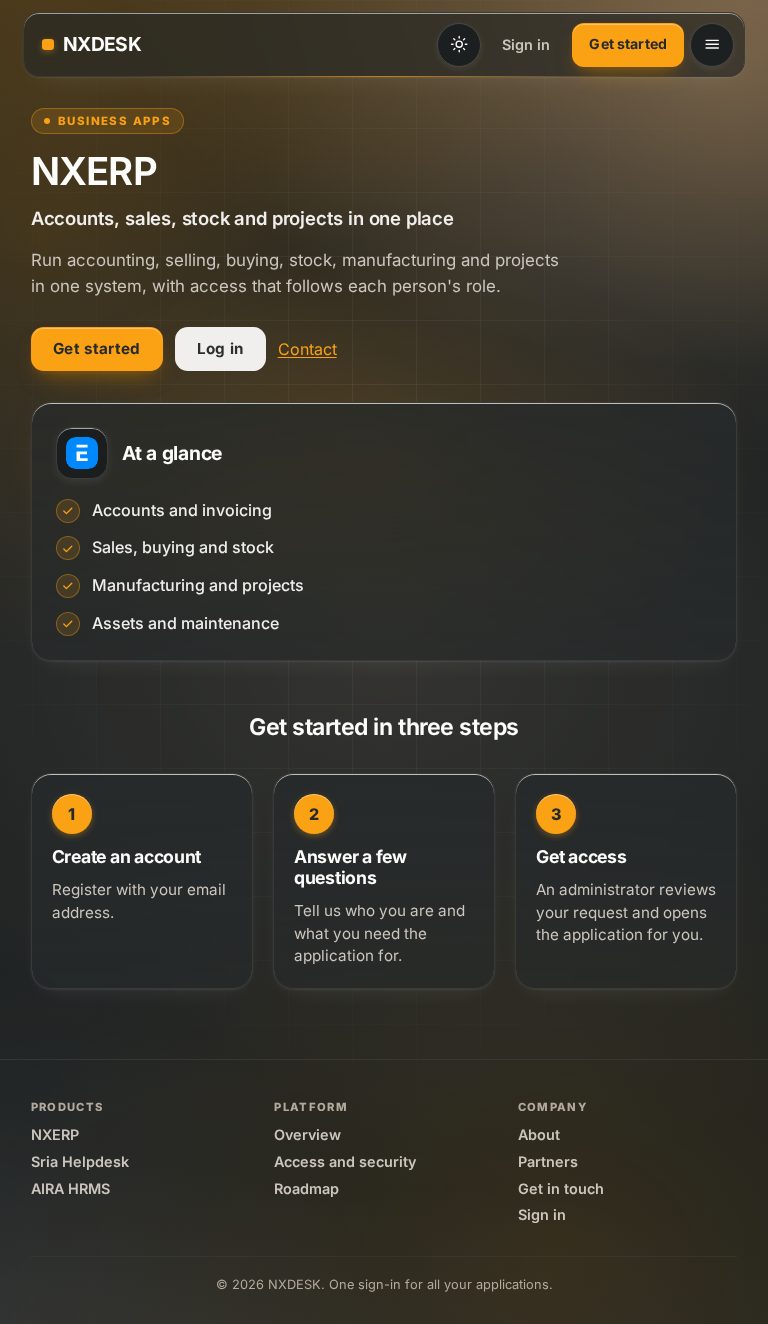 NXDESK
Sign in
Get started
BUSINESS APPS
NXERP
Accounts, sales, stock and projects in one place
Run accounting, selling, buying, stock, manufacturing and projects
in one system, with access that follows each person's role.
Get started
Log in
Contact
E
At a glance
Accounts and invoicing
Sales, buying and stock
Manufacturing and projects
Assets and maintenance
Get started in three steps
1
Create an account
Register with your email
address.
2
Answer a few
questions
Tell us who you are and
what you need the
application for.
3
Get access
An administrator reviews
your request and opens
the application for you.
PRODUCTS
NXERP
Sria Helpdesk
AIRA HRMS
PLATFORM
Overview
Access and security
Roadmap
COMPANY
About
Partners
Get in touch
Sign in
© 2026 NXDESK. One sign-in for all your applications.